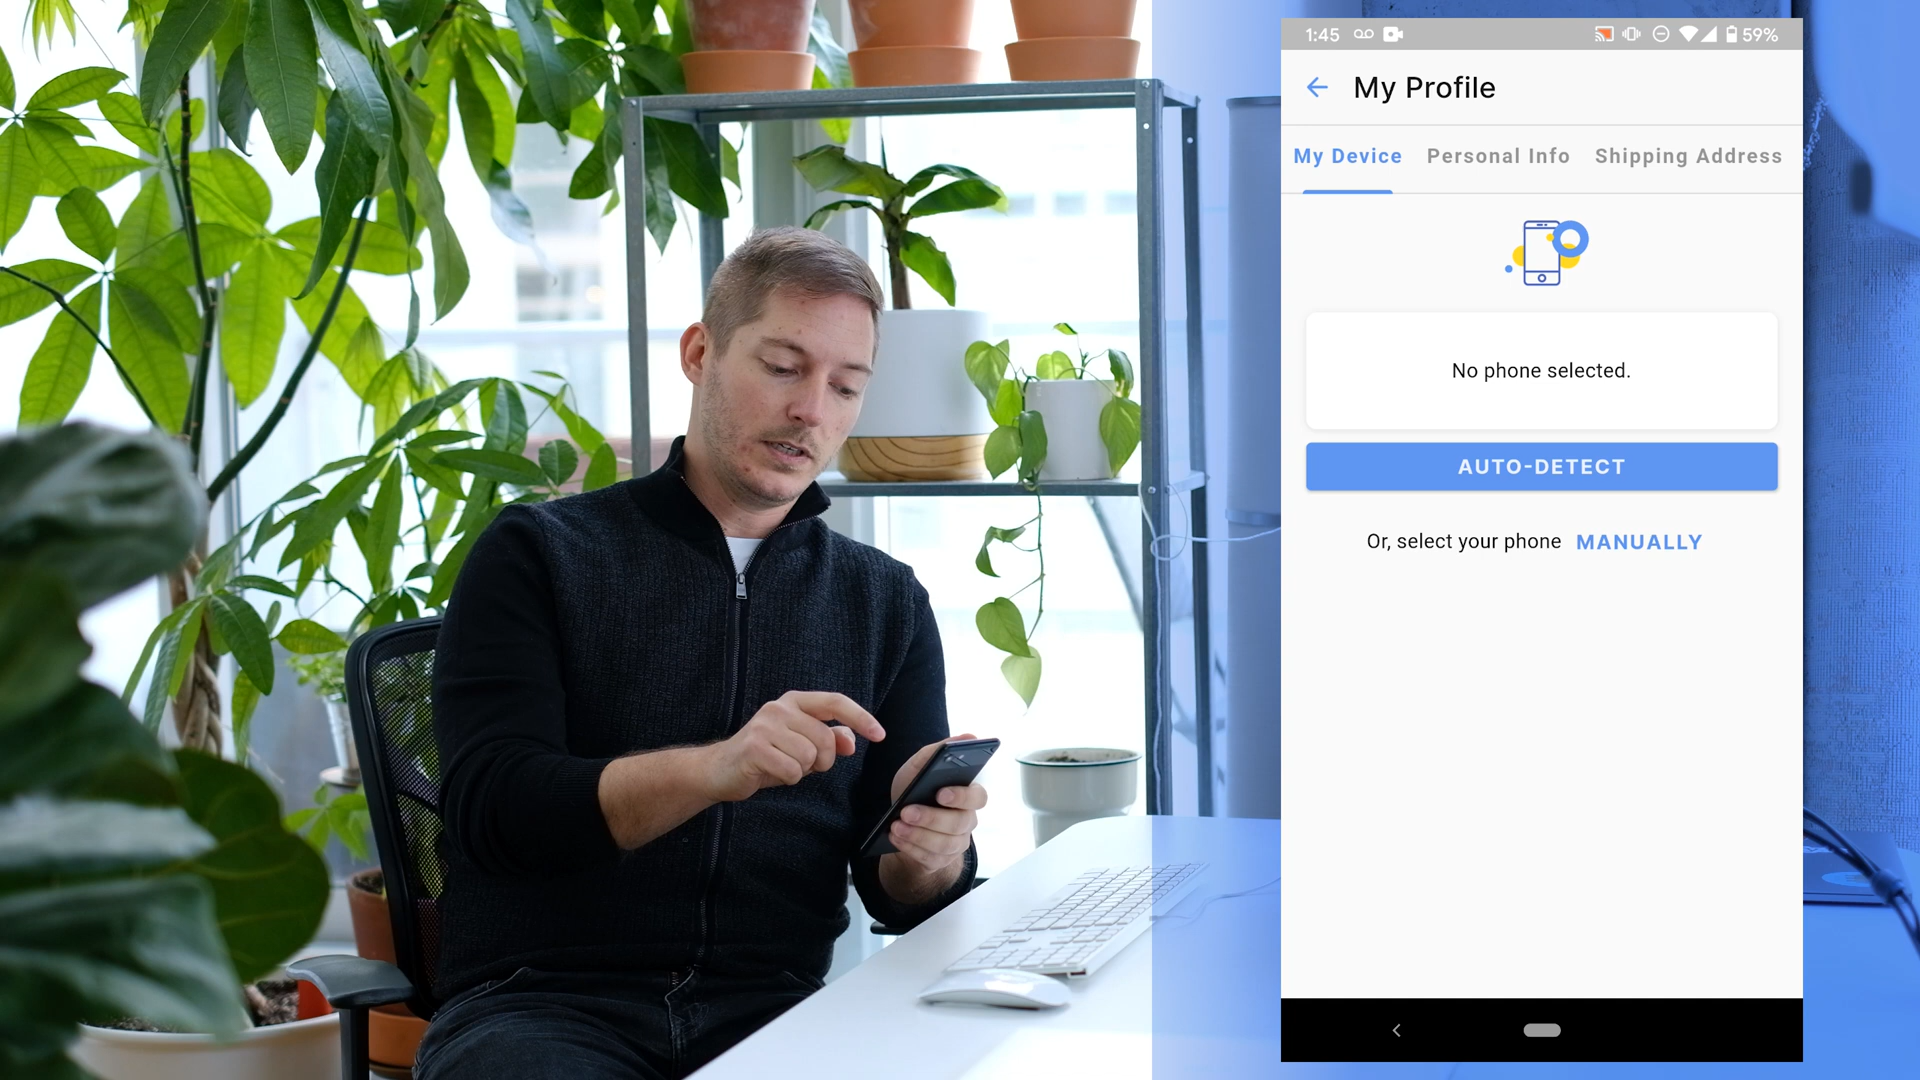 1:45 59%
My Profile
My Device Personal Info Shipping Address
No phone selected.
AUTO-DETECT
Or, select your phone MANUALLY